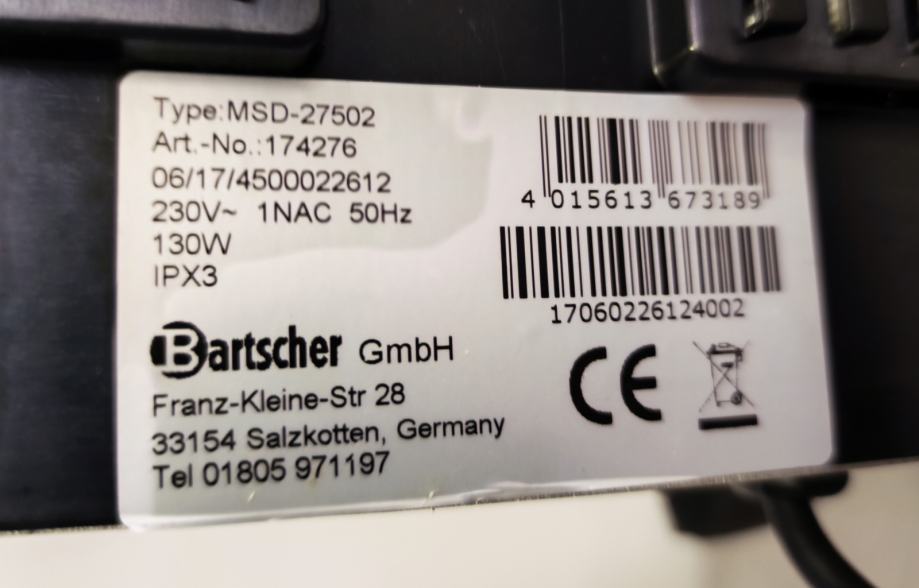 Type:MSD-27502
Art.-No.:174276
06/17/4500022612
230V~ 1NAC 50Hz
130W
IPX3
4 015613 673189
17060226124002
Bartscher GmbH
Franz-Kleine-Str 28
33154 Salzkotten, Germany
Tel 01805 971197
CE